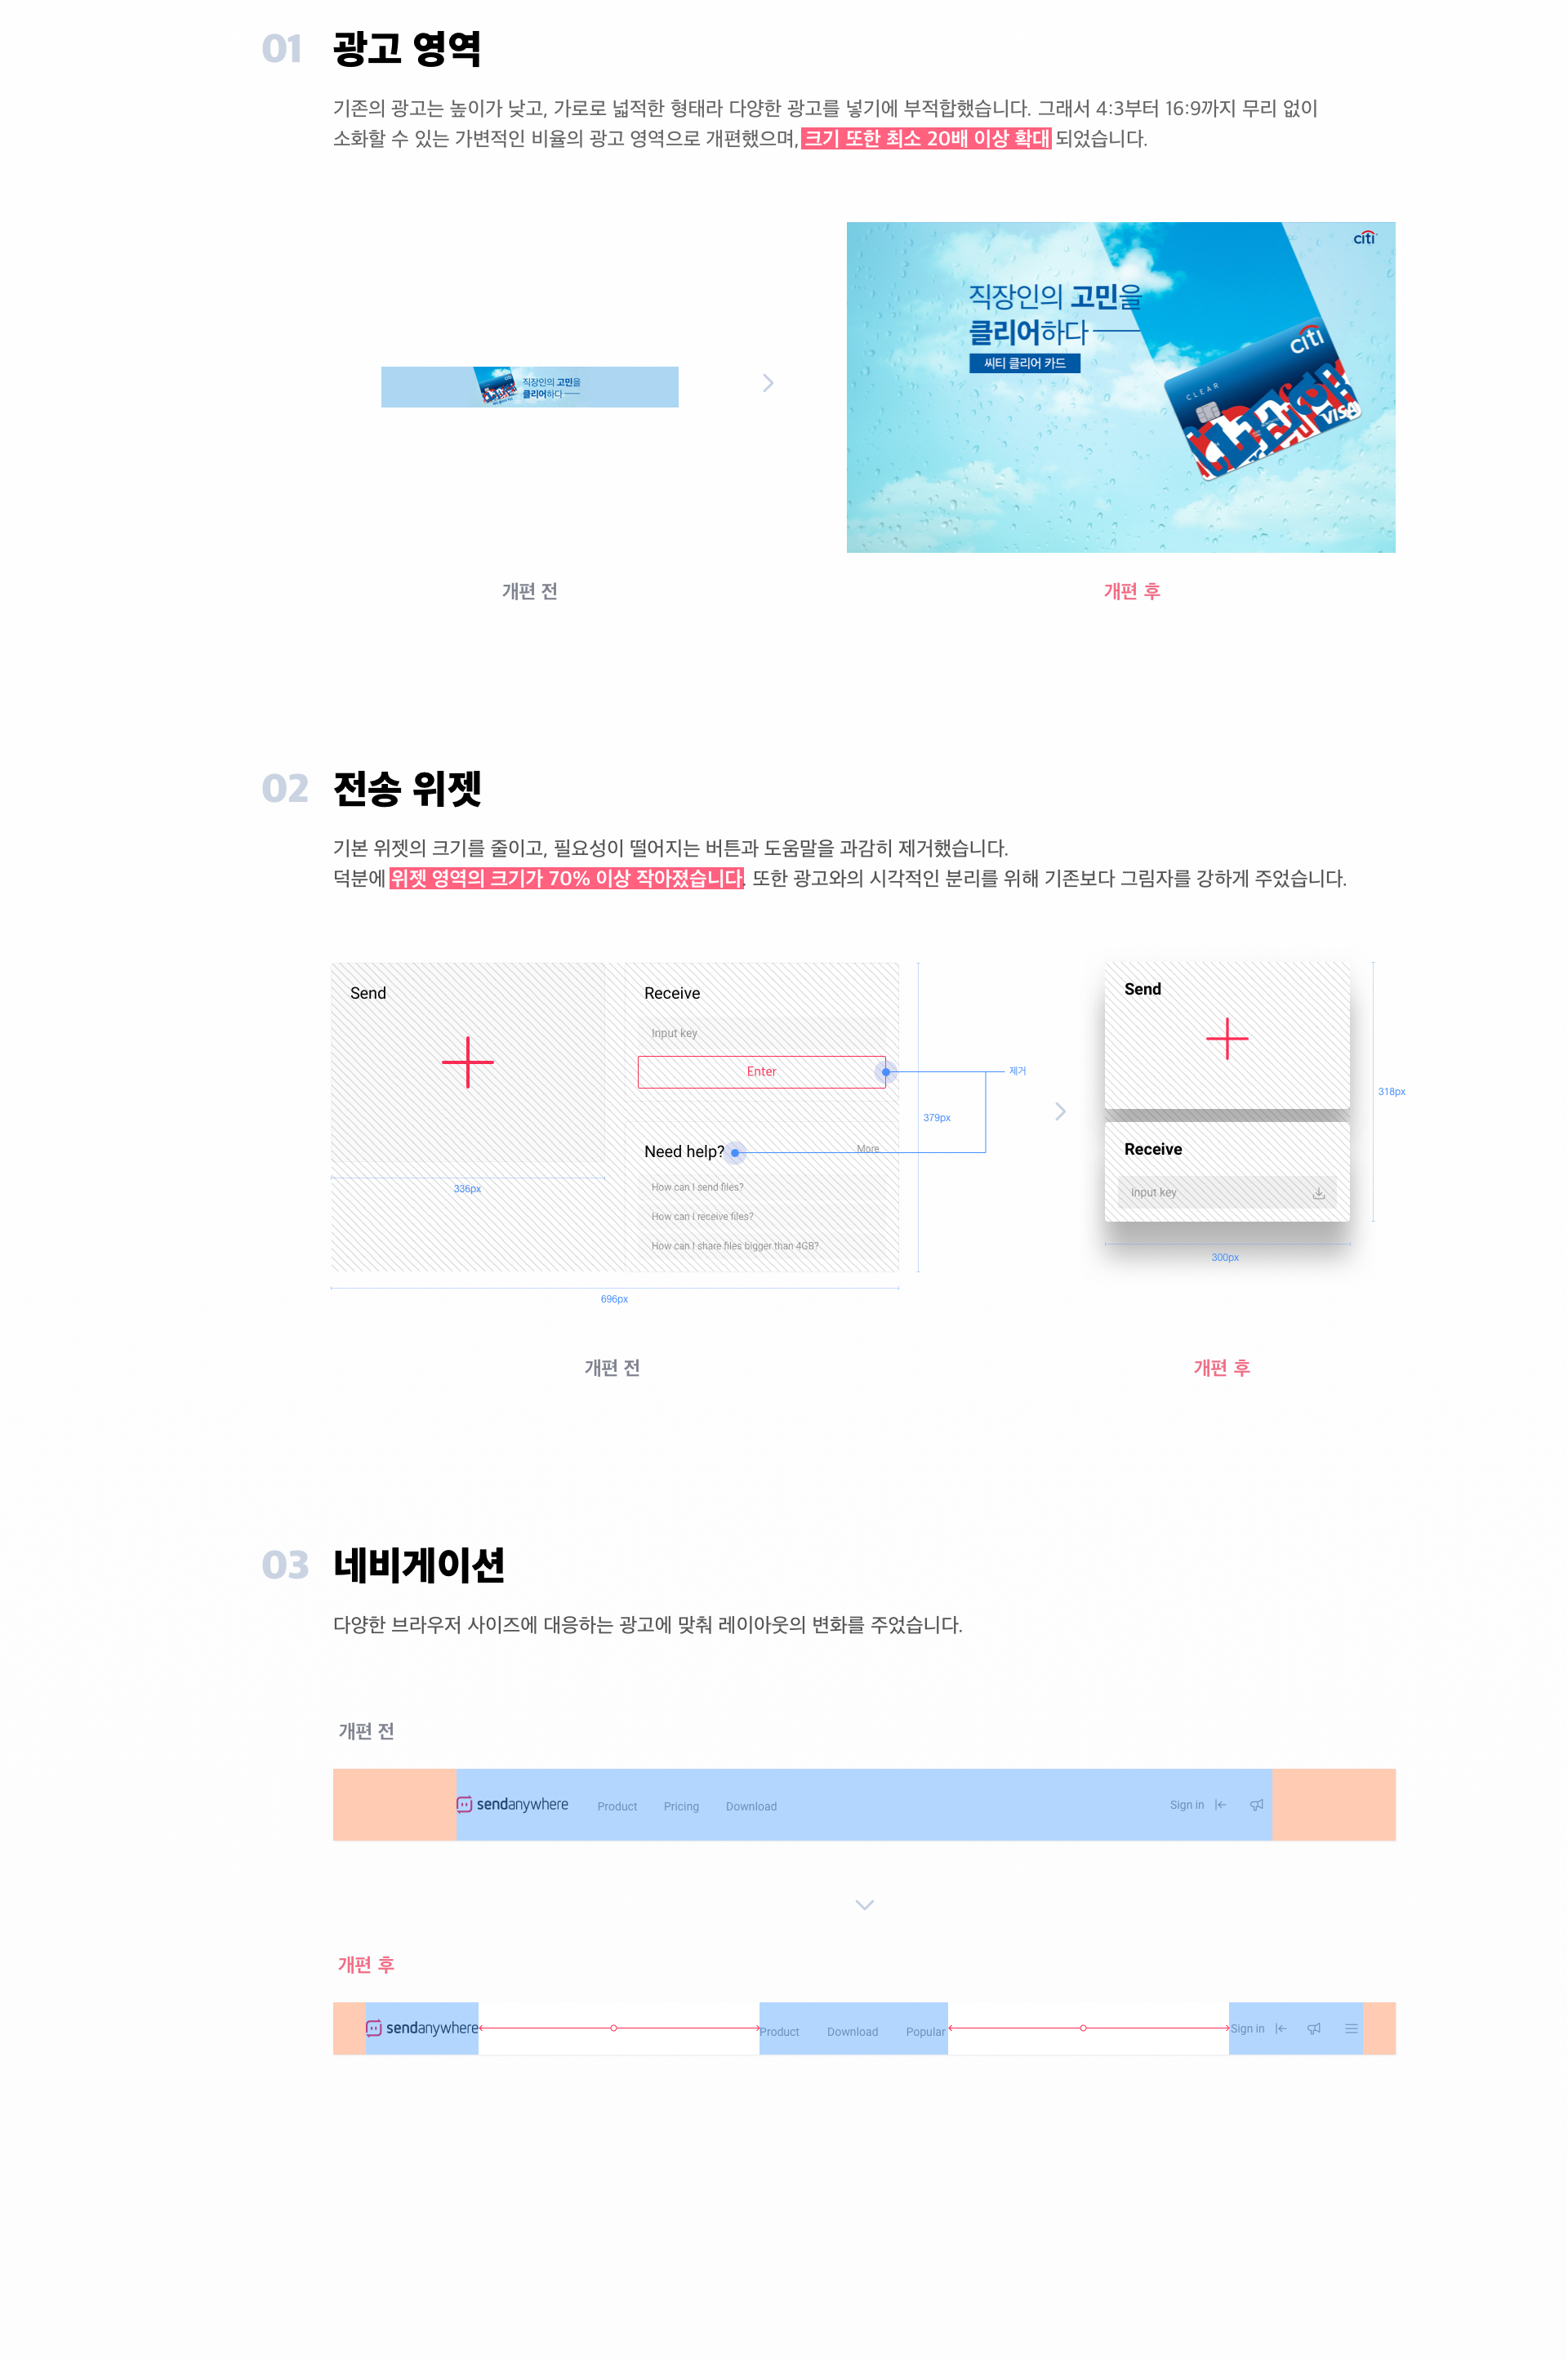 01 광고 영역
기존의 광고는 높이가 낮고, 가로로 넓적한 형태라 다양한 광고를 넣기에 부적합했습니다. 그래서 4:3부터 16:9까지 무리 없이
소화할 수 있는 가변적인 비율의 광고 영역으로 개편했으며, 크기 또한 최소 20배 이상 확대 되었습니다.
citi
직장인의 고민을
클리어하다
씨티 클리어 카드
citi
CLEAR
VISA
직장인의 고민을
클리어하다
개편 전
개편 후
02 전송 위젯
기본 위젯의 크기를 줄이고, 필요성이 떨어지는 버튼과 도움말을 과감히 제거했습니다.
덕분에 위젯 영역의 크기가 70% 이상 작아졌습니다. 또한 광고와의 시각적인 분리를 위해 기존보다 그림자를 강하게 주었습니다.
Send
336px
Receive
Input key
Enter
제거
379px
Need help?
More
How can I send files?
How can I receive files?
How can I share files bigger than 4GB?
696px
Send
318px
Receive
Input key
300px
개편 전
개편 후
03 네비게이션
다양한 브라우저 사이즈에 대응하는 광고에 맞춰 레이아웃의 변화를 주었습니다.
개편 전
sendanywhere Product Pricing Download Sign in
개편 후
sendanywhere Product Download Popular Sign in